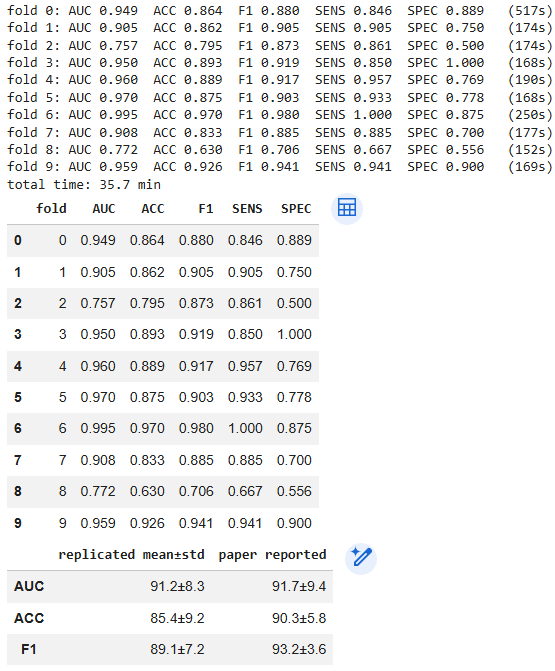 fold 0: AUC 0.949  ACC 0.864  F1 0.880  SENS 0.846  SPEC 0.889   (517s)
fold 1: AUC 0.905  ACC 0.862  F1 0.905  SENS 0.905  SPEC 0.750   (174s)
fold 2: AUC 0.757  ACC 0.795  F1 0.873  SENS 0.861  SPEC 0.500   (174s)
fold 3: AUC 0.950  ACC 0.893  F1 0.919  SENS 0.850  SPEC 1.000   (168s)
fold 4: AUC 0.960  ACC 0.889  F1 0.917  SENS 0.957  SPEC 0.769   (190s)
fold 5: AUC 0.970  ACC 0.875  F1 0.903  SENS 0.933  SPEC 0.778   (168s)
fold 6: AUC 0.995  ACC 0.970  F1 0.980  SENS 1.000  SPEC 0.875   (250s)
fold 7: AUC 0.908  ACC 0.833  F1 0.885  SENS 0.885  SPEC 0.700   (177s)
fold 8: AUC 0.772  ACC 0.630  F1 0.706  SENS 0.667  SPEC 0.556   (152s)
fold 9: AUC 0.959  ACC 0.926  F1 0.941  SENS 0.941  SPEC 0.900   (169s)
total time: 35.7 min
fold AUC ACC F1 SENS SPEC
0 0 0.949 0.864 0.880 0.846 0.889
1 1 0.905 0.862 0.905 0.905 0.750
2 2 0.757 0.795 0.873 0.861 0.500
3 3 0.950 0.893 0.919 0.850 1.000
4 4 0.960 0.889 0.917 0.957 0.769
5 5 0.970 0.875 0.903 0.933 0.778
6 6 0.995 0.970 0.980 1.000 0.875
7 7 0.908 0.833 0.885 0.885 0.700
8 8 0.772 0.630 0.706 0.667 0.556
9 9 0.959 0.926 0.941 0.941 0.900
replicated mean±std paper reported
AUC 91.2±8.3 91.7±9.4
ACC 85.4±9.2 90.3±5.8
F1 89.1±7.2 93.2±3.6